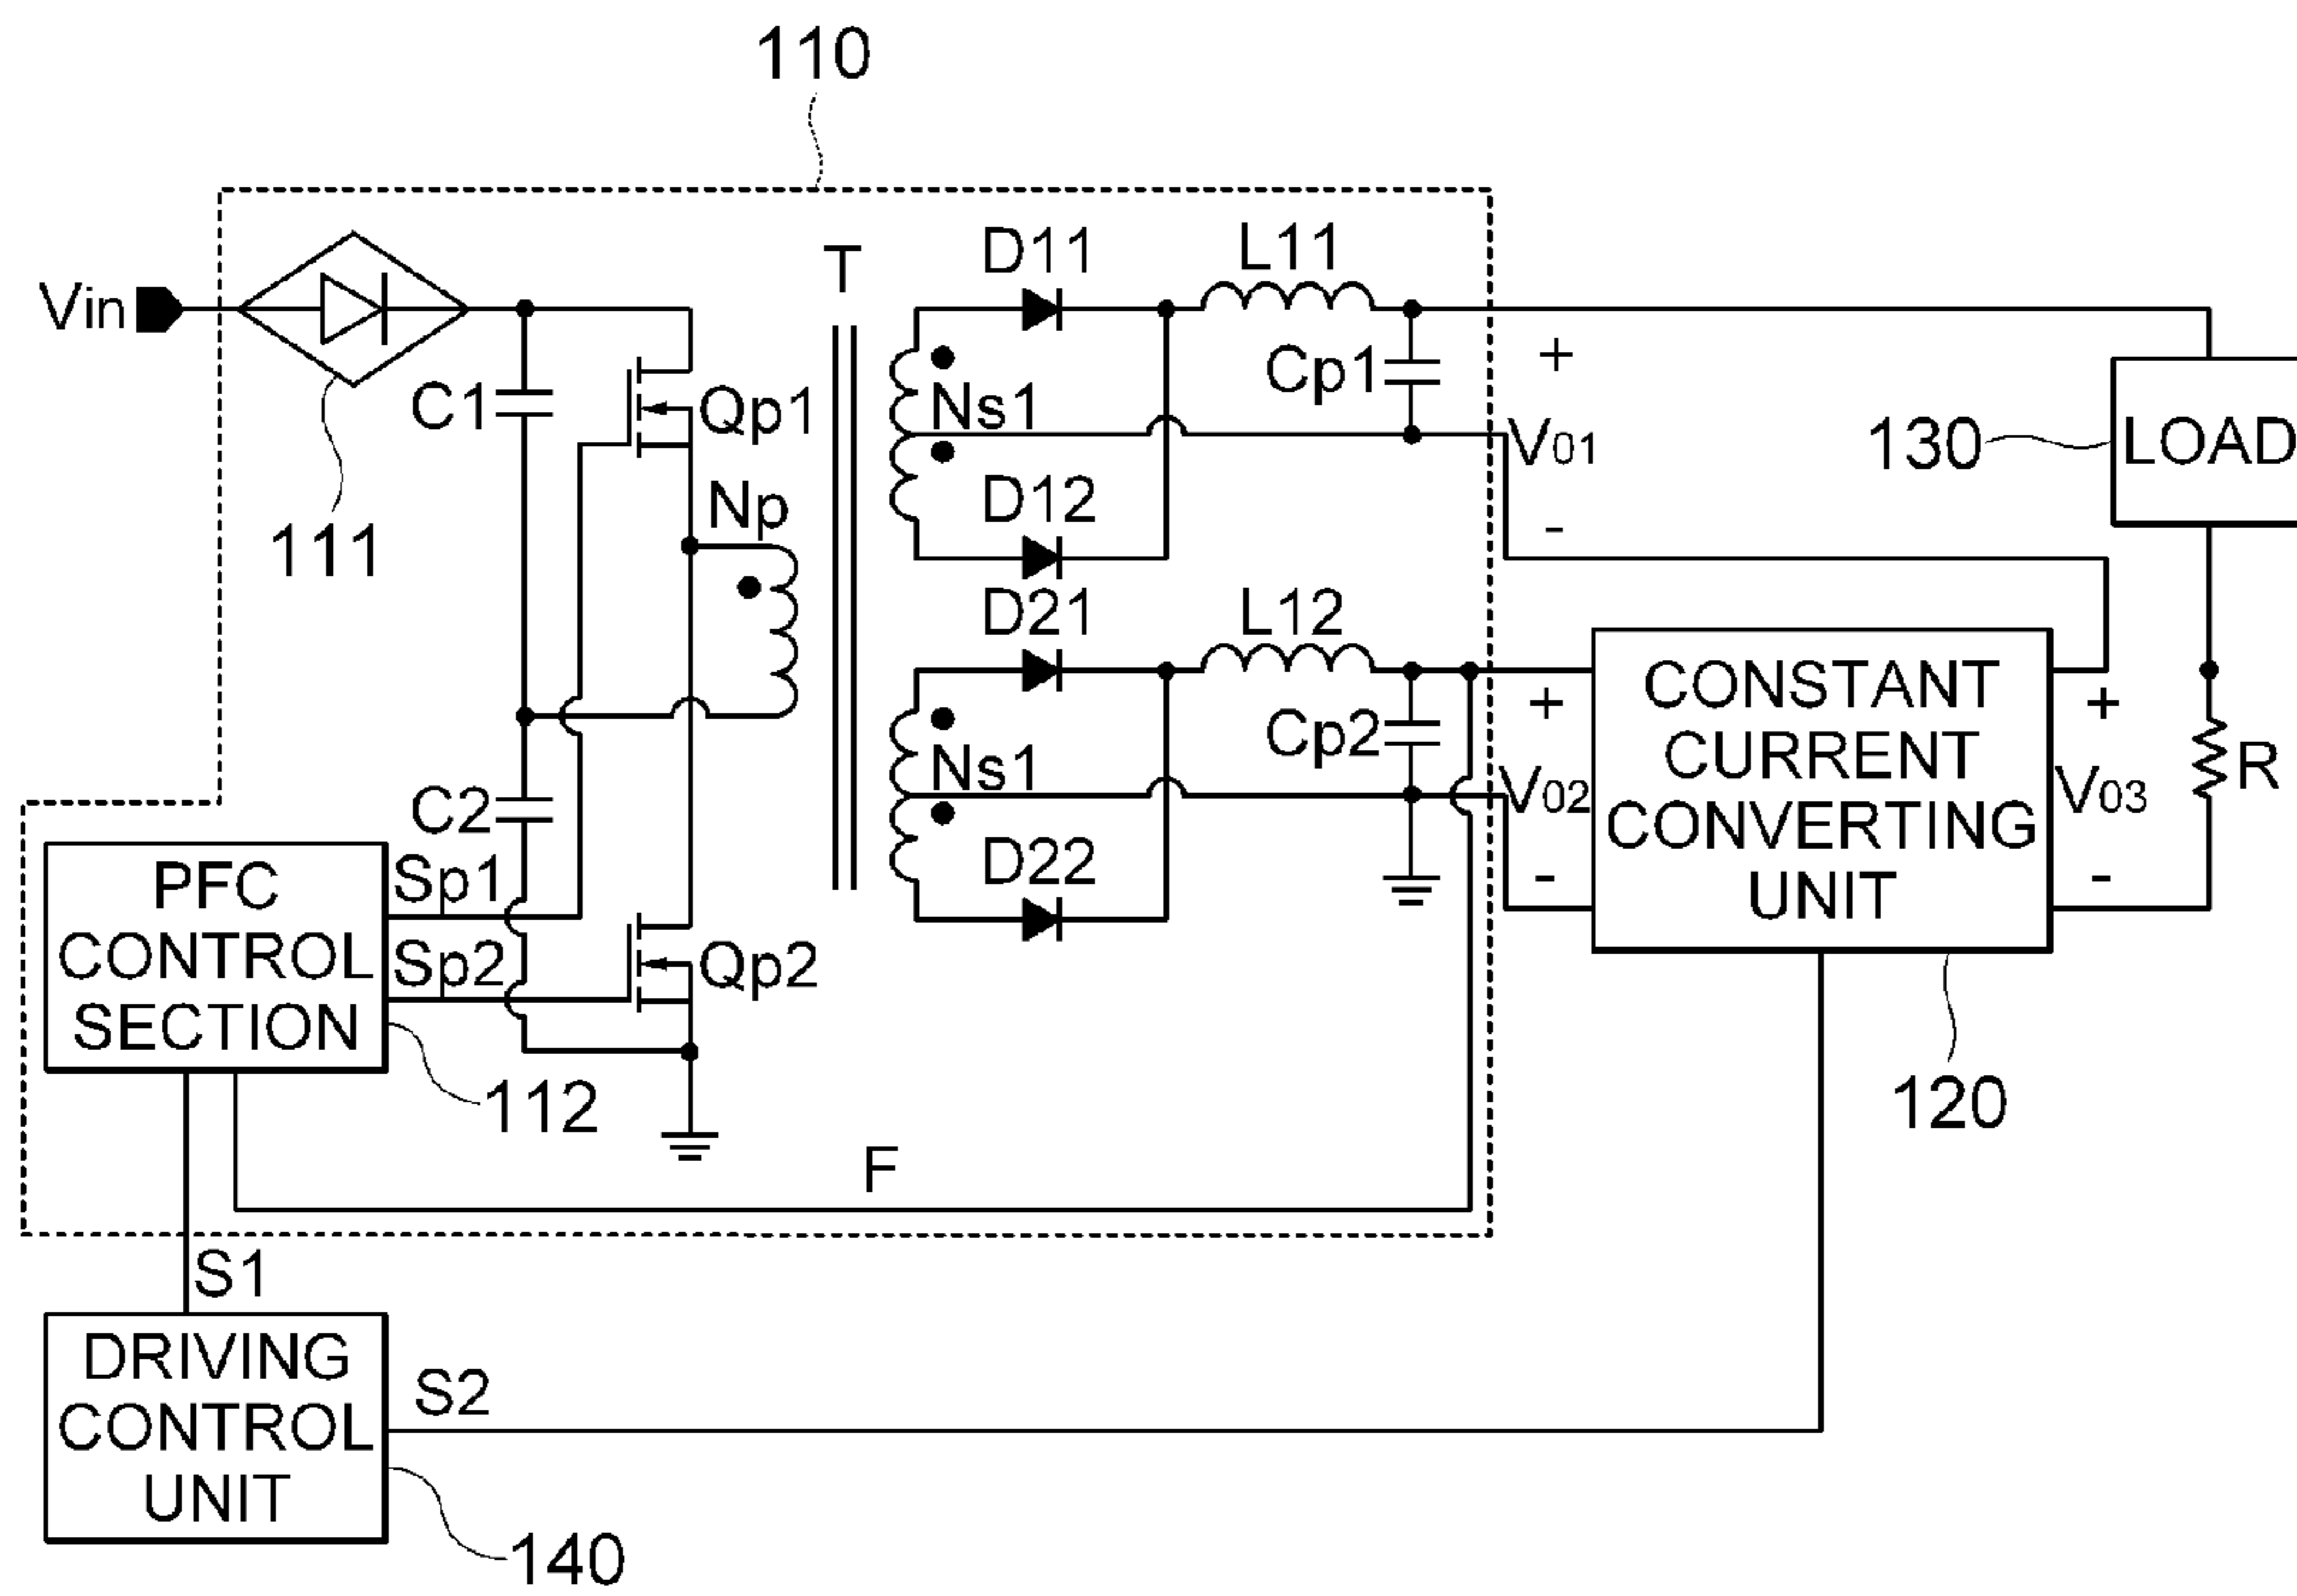 110
Vin
111
C1
Qp1
Np
T
D11
L11
Ns1
Cp1
+
V01
-
D12
130
LOAD
D21
L12
Ns1
Cp2
+
V02
-
D22
CONSTANT
CURRENT
CONVERTING
UNIT
+
V03
-
R
120
C2
PFC
CONTROL
SECTION
Sp1
Sp2
Qp2
112
F
S1
DRIVING
CONTROL
UNIT
S2
140